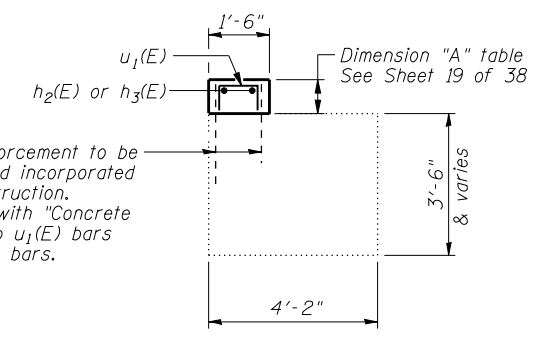 1'-6"
u1(E)
Dimension "A" table
See Sheet 19 of 38
h2(E) or h3(E)
orcement to be
d incorporated
truction.
with "Concrete
o u1(E) bars
bars.
3'-6"
& varies
4'-2"